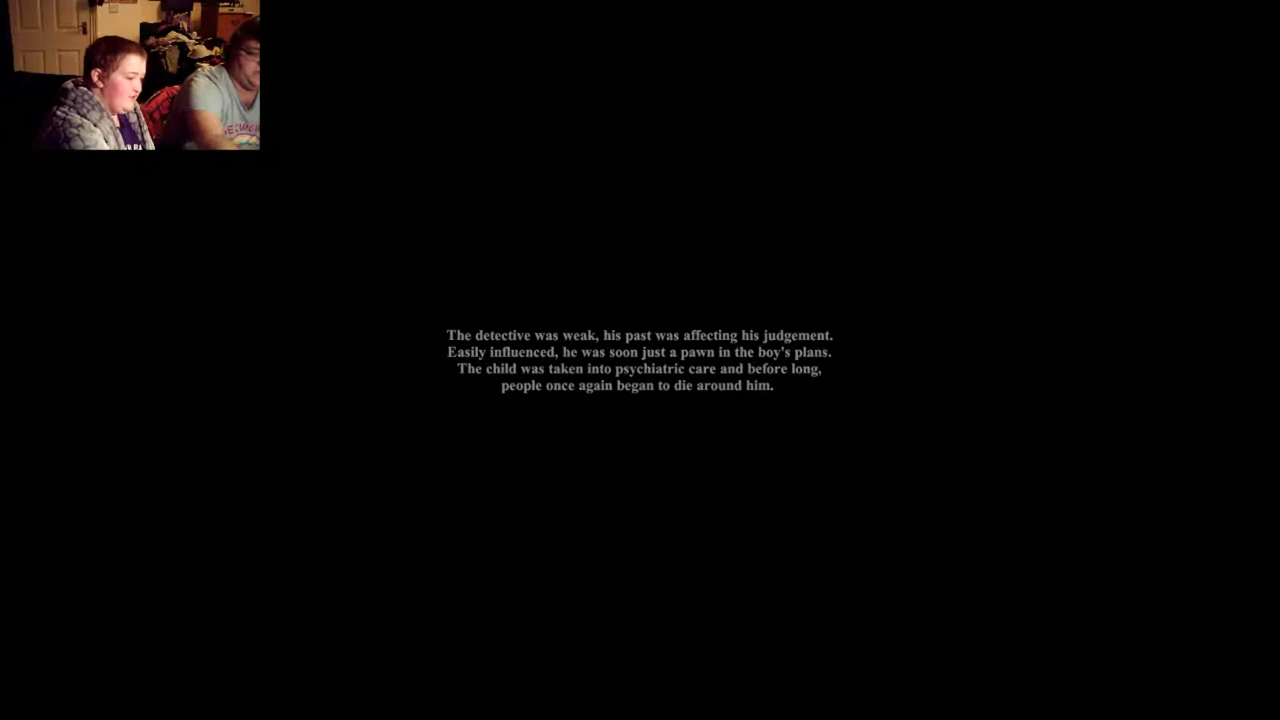 The detective was weak, his past was affecting his judgement.
Easily influenced, he was soon just a pawn in the boy's plans.
The child was taken into psychiatric care and before long,
people once again began to die around him.